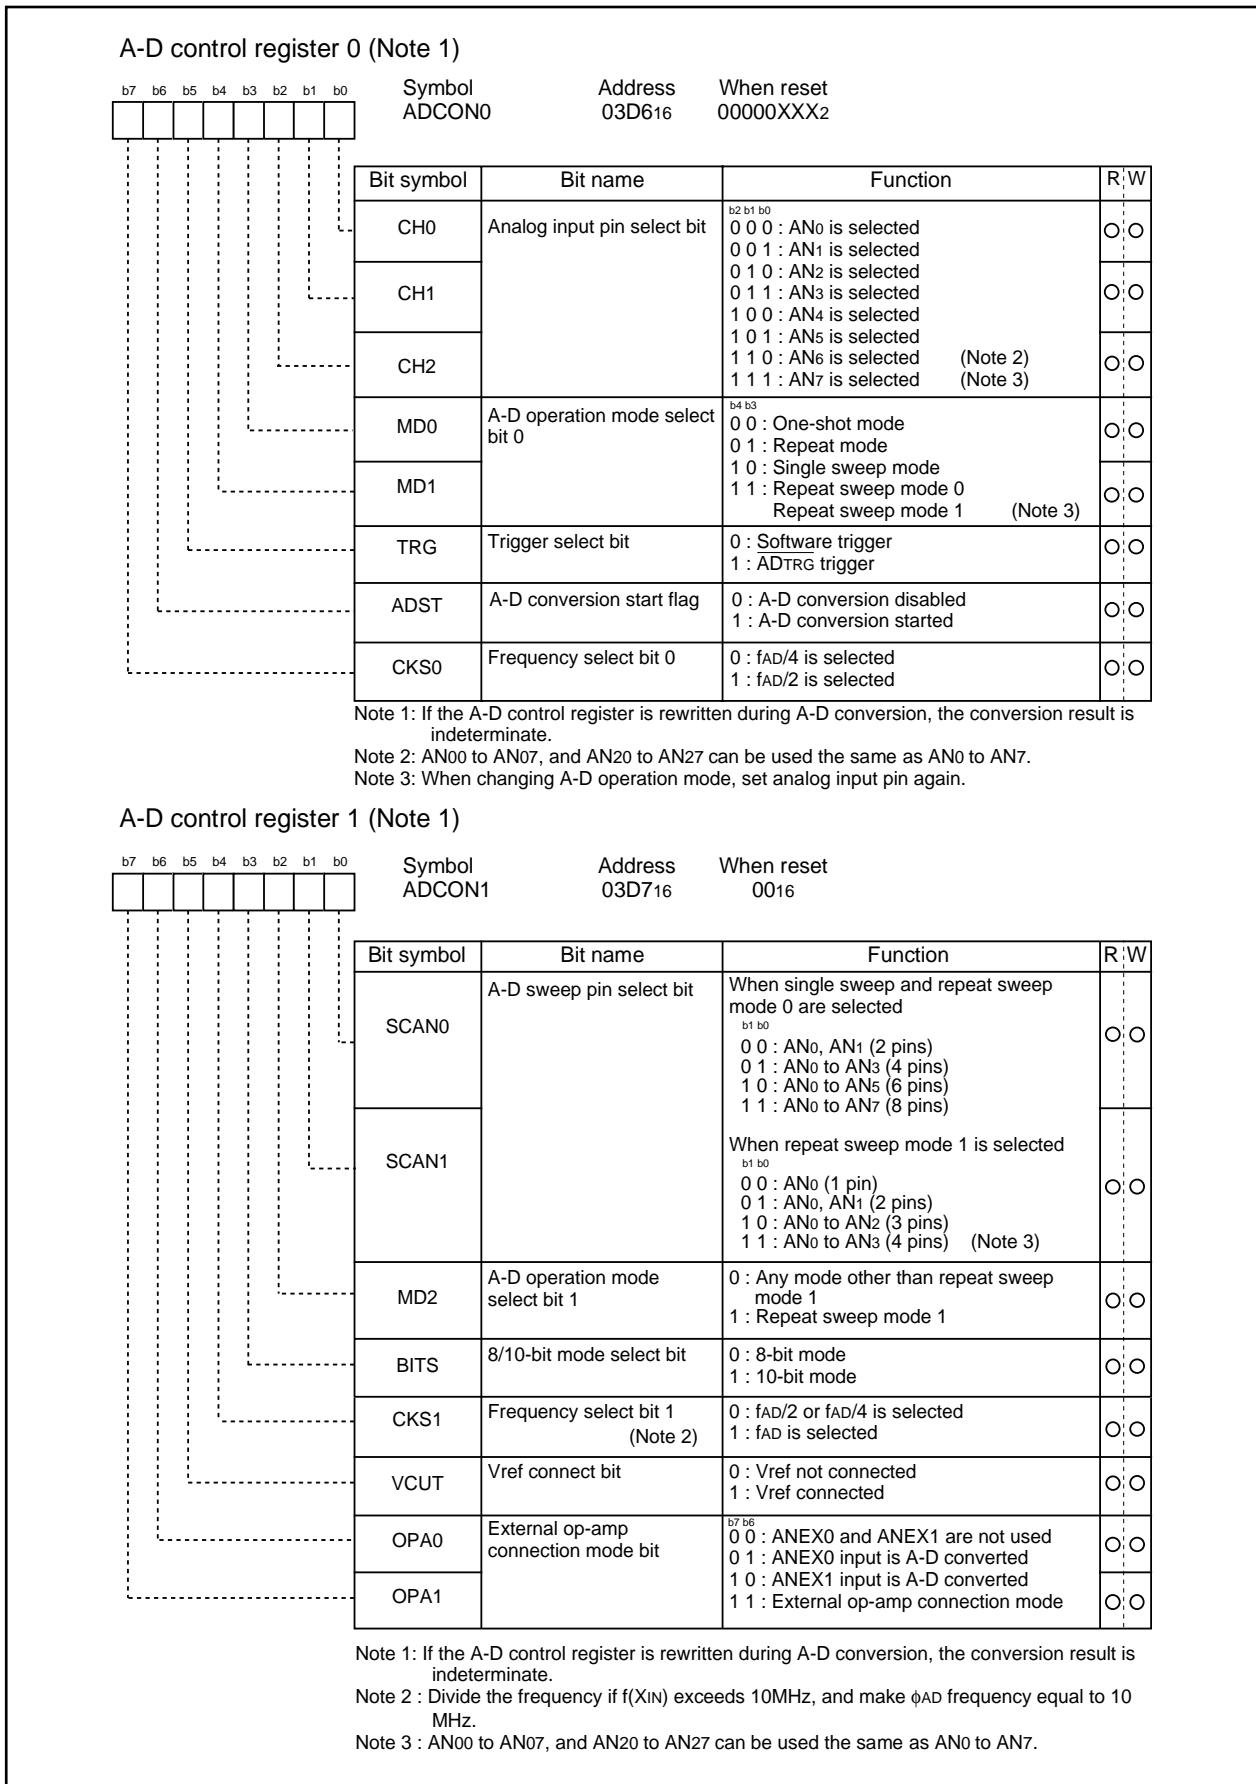 A-D control register 0 (Note 1)
b7 b6 b5 b4 b3 b2 b1 b0
Symbol Address When reset
ADCON0 03D616 00000XXX2
Bit symbol Bit name Function R W
CH0 Analog input pin select bit
b2 b1 b0
0 0 0 : AN0 is selected
0 0 1 : AN1 is selected
0 1 0 : AN2 is selected
CH1
0 1 1 : AN3 is selected
1 0 0 : AN4 is selected
1 0 1 : AN5 is selected
CH2
1 1 0 : AN6 is selected (Note 2)
1 1 1 : AN7 is selected (Note 3)
MD0 A-D operation mode select
bit 0
b4 b3
0 0 : One-shot mode
0 1 : Repeat mode
MD1
1 0 : Single sweep mode
1 1 : Repeat sweep mode 0
Repeat sweep mode 1 (Note 3)
TRG Trigger select bit 0 : Software trigger
1 : ADTRG trigger
ADST A-D conversion start flag 0 : A-D conversion disabled
1 : A-D conversion started
CKS0 Frequency select bit 0 0 : fAD/4 is selected
1 : fAD/2 is selected
Note 1: If the A-D control register is rewritten during A-D conversion, the conversion result is
indeterminate.
Note 2: AN00 to AN07, and AN20 to AN27 can be used the same as AN0 to AN7.
Note 3: When changing A-D operation mode, set analog input pin again.
A-D control register 1 (Note 1)
b7 b6 b5 b4 b3 b2 b1 b0
Symbol Address When reset
ADCON1 03D716 0016
Bit symbol Bit name Function R W
SCAN0 A-D sweep pin select bit
When single sweep and repeat sweep
mode 0 are selected
b1 b0
0 0 : AN0, AN1 (2 pins)
0 1 : AN0 to AN3 (4 pins)
1 0 : AN0 to AN5 (6 pins)
1 1 : AN0 to AN7 (8 pins)
SCAN1
When repeat sweep mode 1 is selected
b1 b0
0 0 : AN0 (1 pin)
0 1 : AN0, AN1 (2 pins)
1 0 : AN0 to AN2 (3 pins)
1 1 : AN0 to AN3 (4 pins) (Note 3)
MD2 A-D operation mode
select bit 1
0 : Any mode other than repeat sweep
mode 1
1 : Repeat sweep mode 1
BITS 8/10-bit mode select bit 0 : 8-bit mode
1 : 10-bit mode
CKS1 Frequency select bit 1
(Note 2)
0 : fAD/2 or fAD/4 is selected
1 : fAD is selected
VCUT Vref connect bit 0 : Vref not connected
1 : Vref connected
OPA0 External op-amp
connection mode bit
b7 b6
0 0 : ANEX0 and ANEX1 are not used
0 1 : ANEX0 input is A-D converted
OPA1
1 0 : ANEX1 input is A-D converted
1 1 : External op-amp connection mode
Note 1: If the A-D control register is rewritten during A-D conversion, the conversion result is
indeterminate.
Note 2 : Divide the frequency if f(XIN) exceeds 10MHz, and make ϕAD frequency equal to 10
MHz.
Note 3 : AN00 to AN07, and AN20 to AN27 can be used the same as AN0 to AN7.